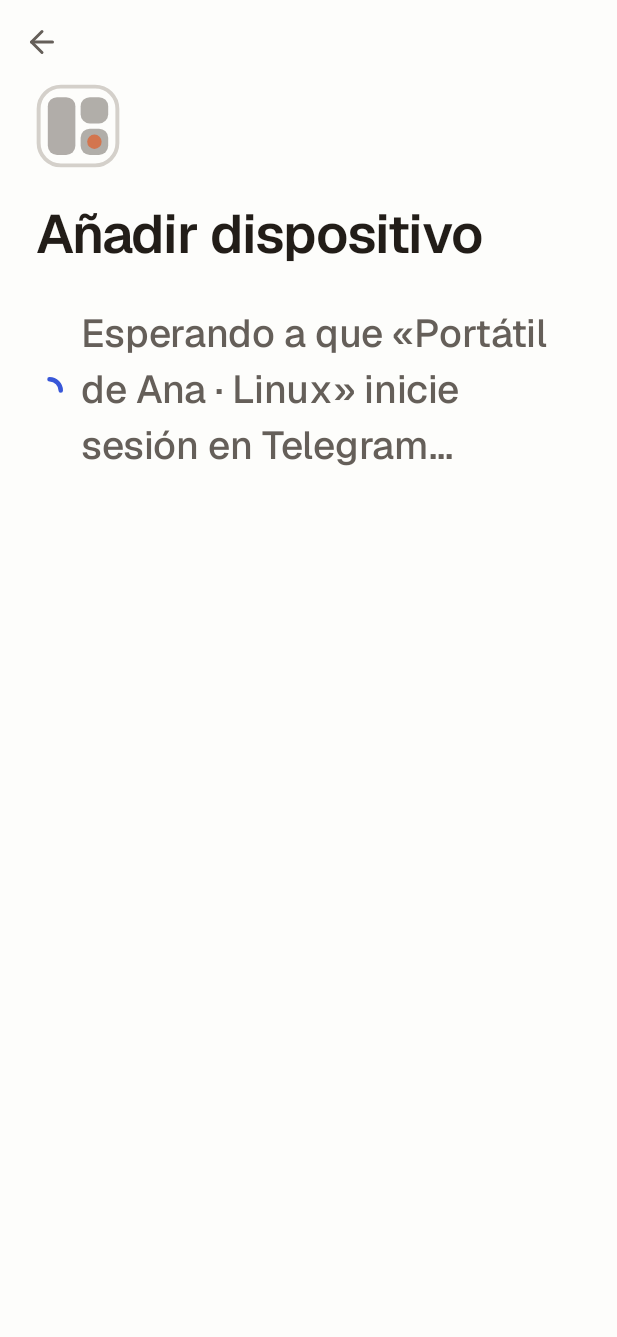 Añadir dispositivo
Esperando a que «Portátil
de Ana · Linux» inicie
sesión en Telegram…